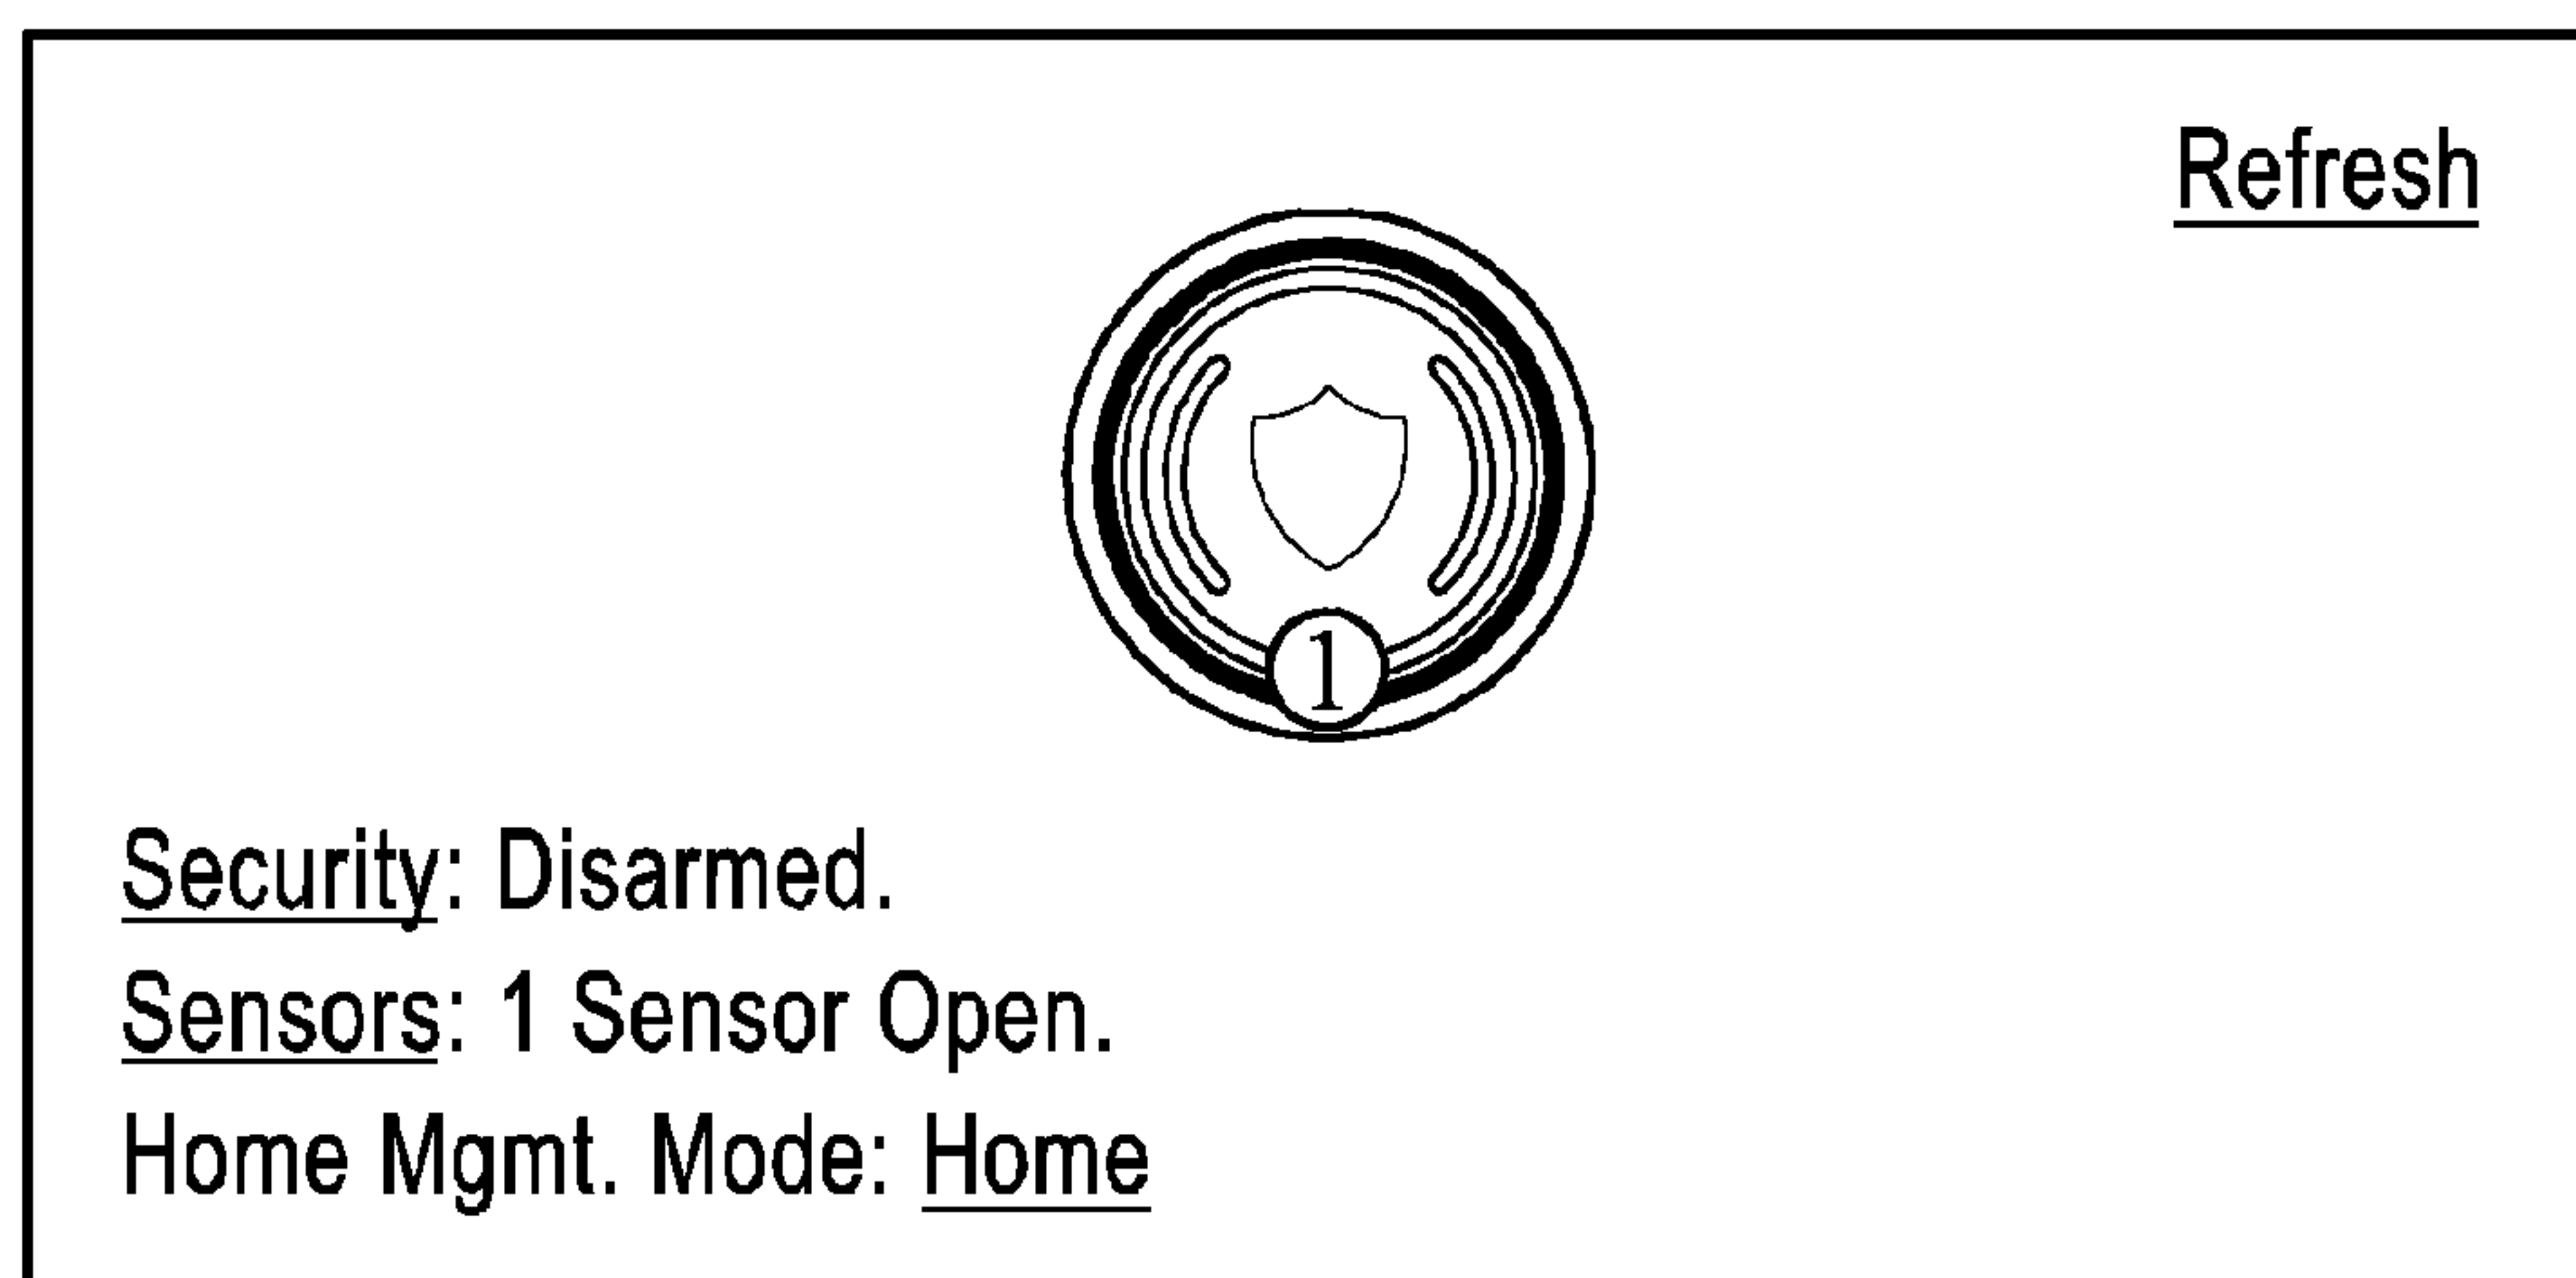 Refresh
1
Security: Disarmed.
Sensors: 1 Sensor Open.
Home Mgmt. Mode: Home